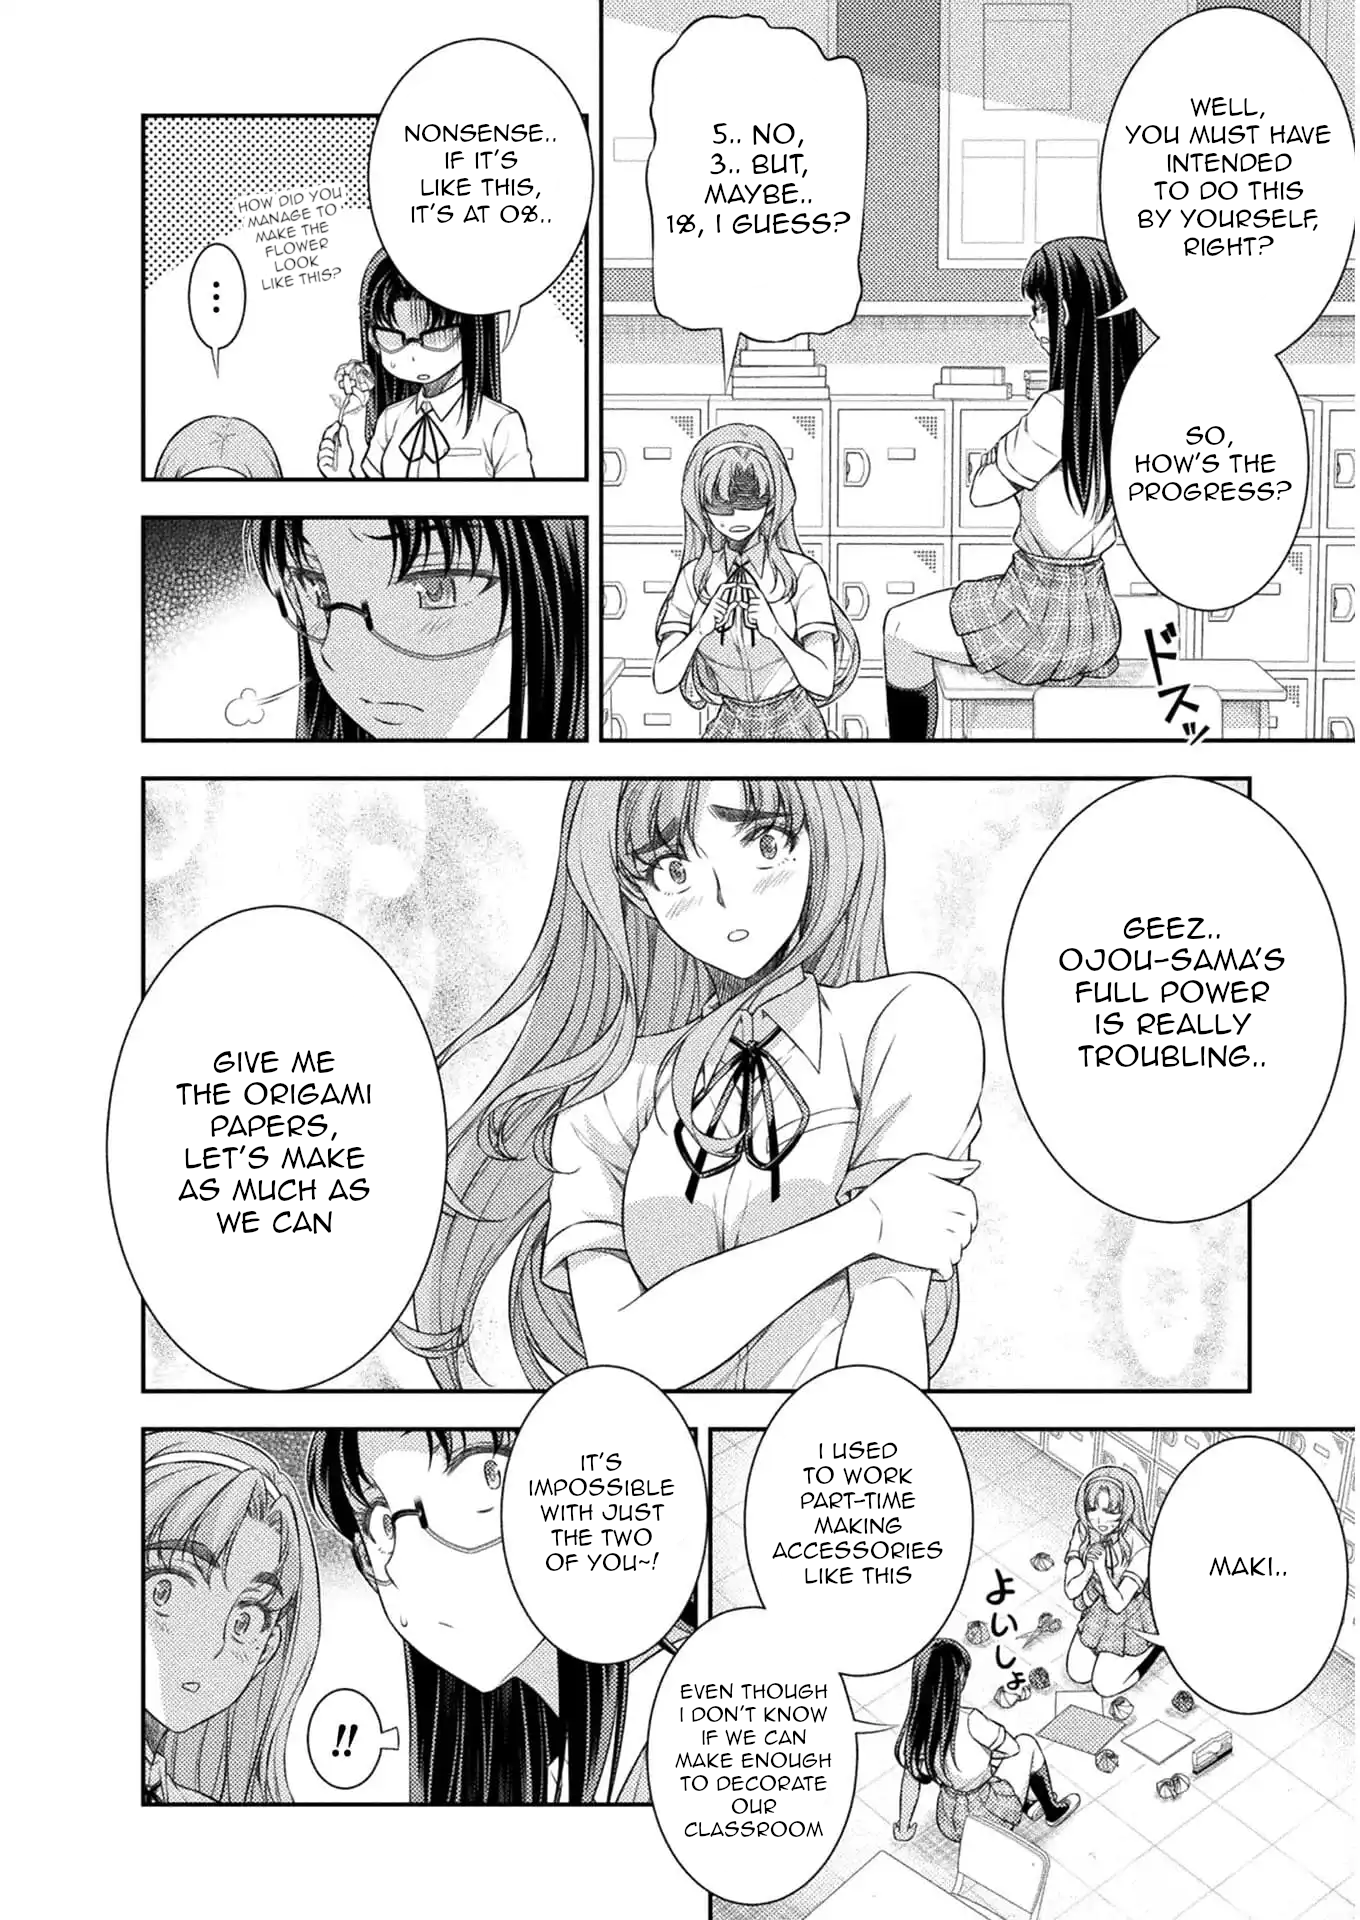 WELL,
YOU MUST HAVE
INTENDED
TO DO THIS
BY YOURSELF,
RIGHT?
SO,
HOW'S THE
PROGRESS?
5.. NO,
3.. BUT,
MAYBE..
1%, I GUESS?
ドスッ
NONSENSE..
IF IT'S
LIKE THIS,
IT'S AT 0%..
HOW DID YOU
MANAGE TO
MAKE THE
FLOWER
LOOK
LIKE THIS?
...
GEEZ..
OJOU-SAMA'S
FULL POWER
IS REALLY
TROUBLING..
GIVE ME
THE ORIGAMI
PAPERS,
LET'S MAKE
AS MUCH AS
WE CAN
MAKI..
よいしょ
I USED
TO WORK
PART-TIME
MAKING
ACCESSORIES
LIKE THIS
EVEN THOUGH
I DON'T KNOW
IF WE CAN
MAKE ENOUGH
TO DECORATE
OUR
CLASSROOM
IT'S
IMPOSSIBLE
WITH JUST
THE TWO
OF YOU~!
!!